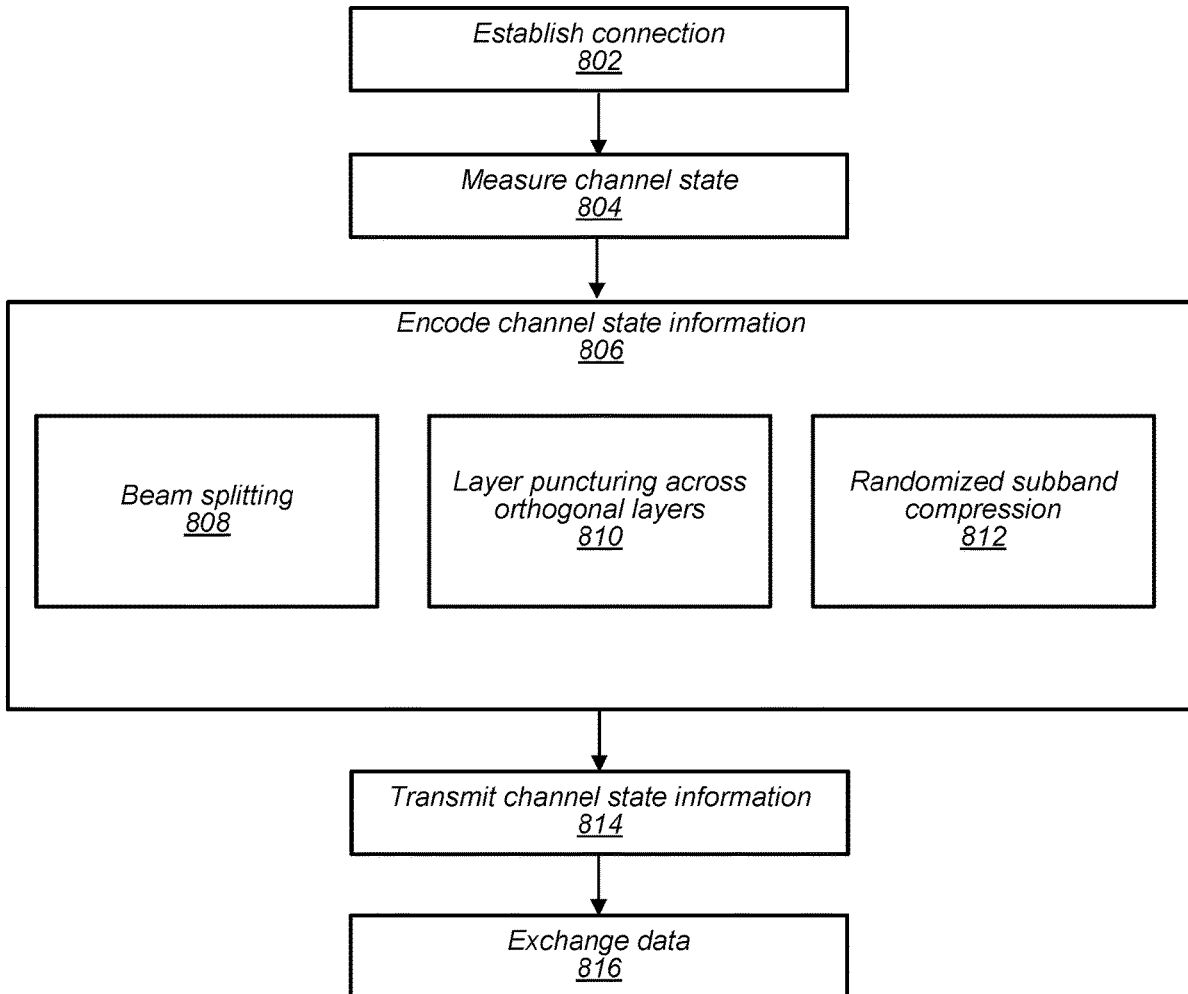 Establish connection
802
Measure channel state
804
Encode channel state information
806
Beam splitting
808
Layer puncturing across
orthogonal layers
810
Randomized subband
compression
812
Transmit channel state information
814
Exchange data
816